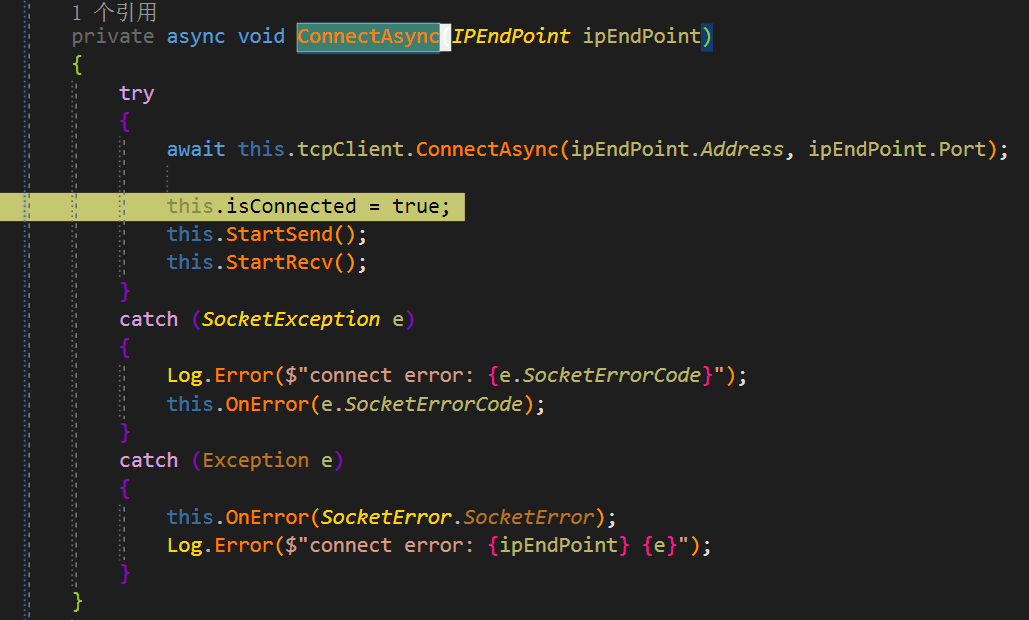 1 个引用
private async void ConnectAsync(IPEndPoint ipEndPoint)
{
try
{
await this.tcpClient.ConnectAsync(ipEndPoint.Address, ipEndPoint.Port);
this.isConnected = true;
this.StartSend();
this.StartRecv();
}
catch (SocketException e)
{
Log.Error($"connect error: {e.SocketErrorCode}");
this.OnError(e.SocketErrorCode);
}
catch (Exception e)
{
this.OnError(SocketError.SocketError);
Log.Error($"connect error: {ipEndPoint} {e}");
}
}